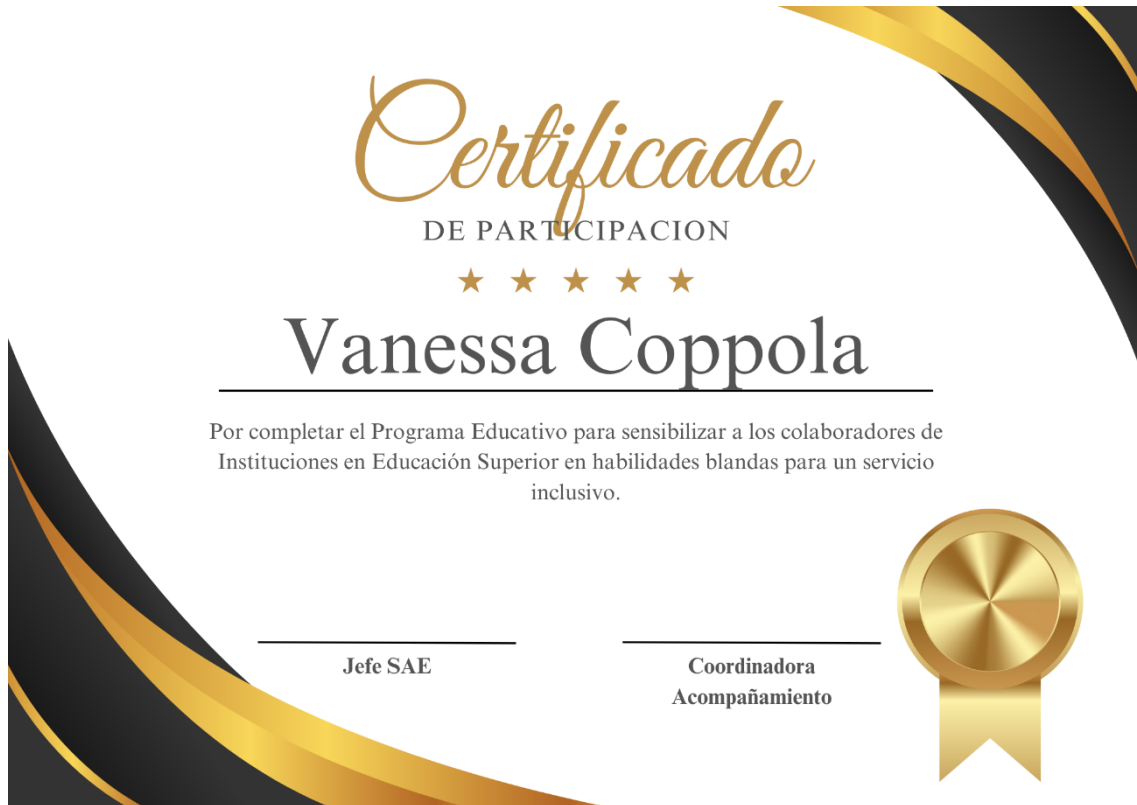 Certificado
DE PARTICIPACION
Vanessa Coppola
Por completar el Programa Educativo para sensibilizar a los colaboradores de
Instituciones en Educación Superior en habilidades blandas para un servicio
inclusivo.
Jefe SAE
Coordinadora
Acompañamiento